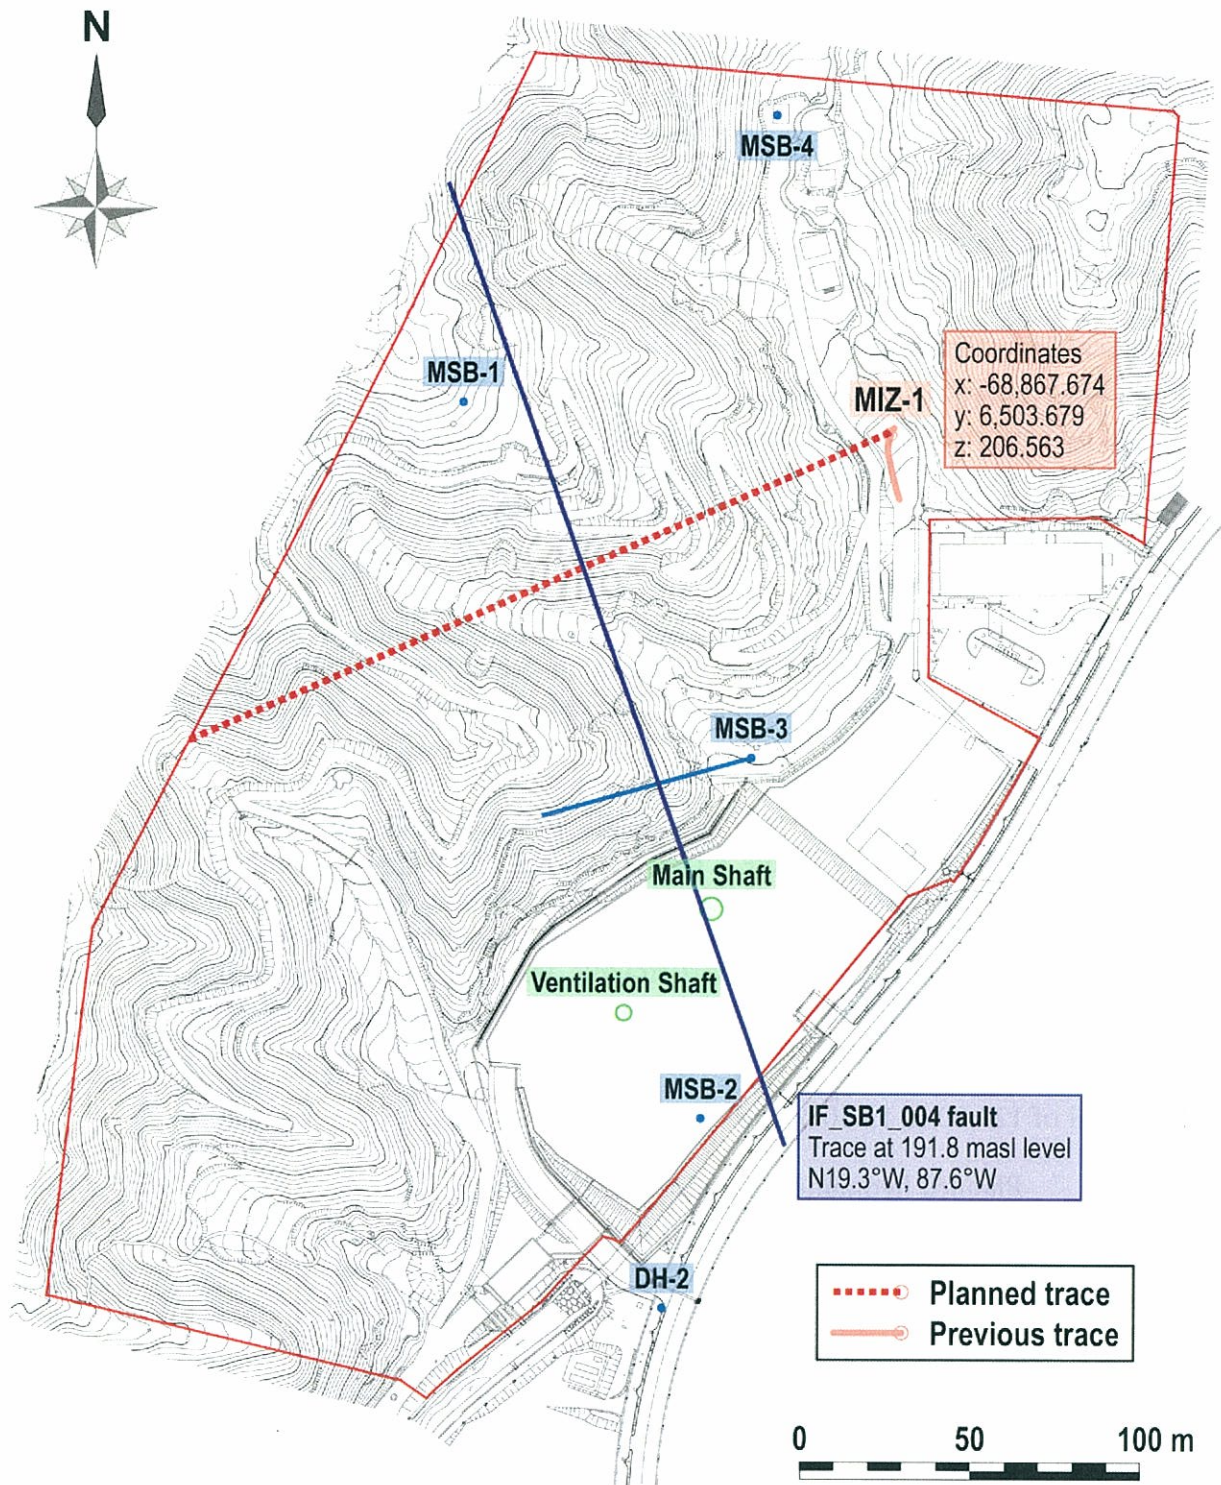 N
MSB-4
MSB-1
MIZ-1
Coordinates
x: -68,867.674
y: 6,503.679
z: 206.563
MSB-3
Main Shaft
Ventilation Shaft
MSB-2
IF_SB1_004 fault
Trace at 191.8 masl level
N19.3°W, 87.6°W
DH-2
Planned trace
Previous trace
0 50 100 m